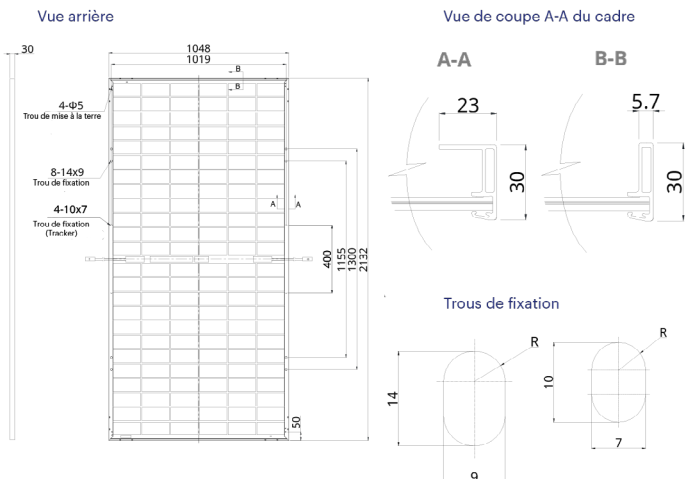 Vue arrière
Vue de coupe A-A du cadre
30
1048
1019
B
B
4-Φ5
Trou de mise à la terre
8-14x9
Trou de fixation
4-10x7
Trou de fixation
(Tracker)
A
A
400
1155
1300
2132
50
A-A
B-B
23
30
5.7
30
Trous de fixation
R
14
9
R
10
7